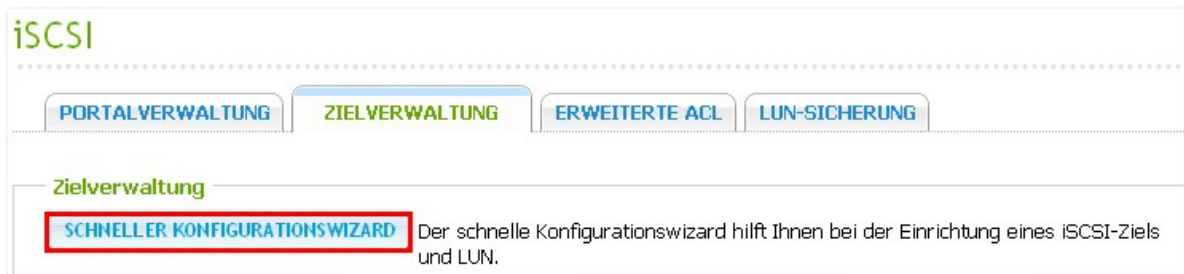 iSCSI
PORTALVERWALTUNG ZIELVERWALTUNG ERWEITERTE ACL LUN-SICHERUNG
Zielverwaltung
SCHNELLER KONFIGURATIONSWIZARD Der schnelle Konfigurationswizard hilft Ihnen bei der Einrichtung eines iSCSI-Ziels
und LUN.